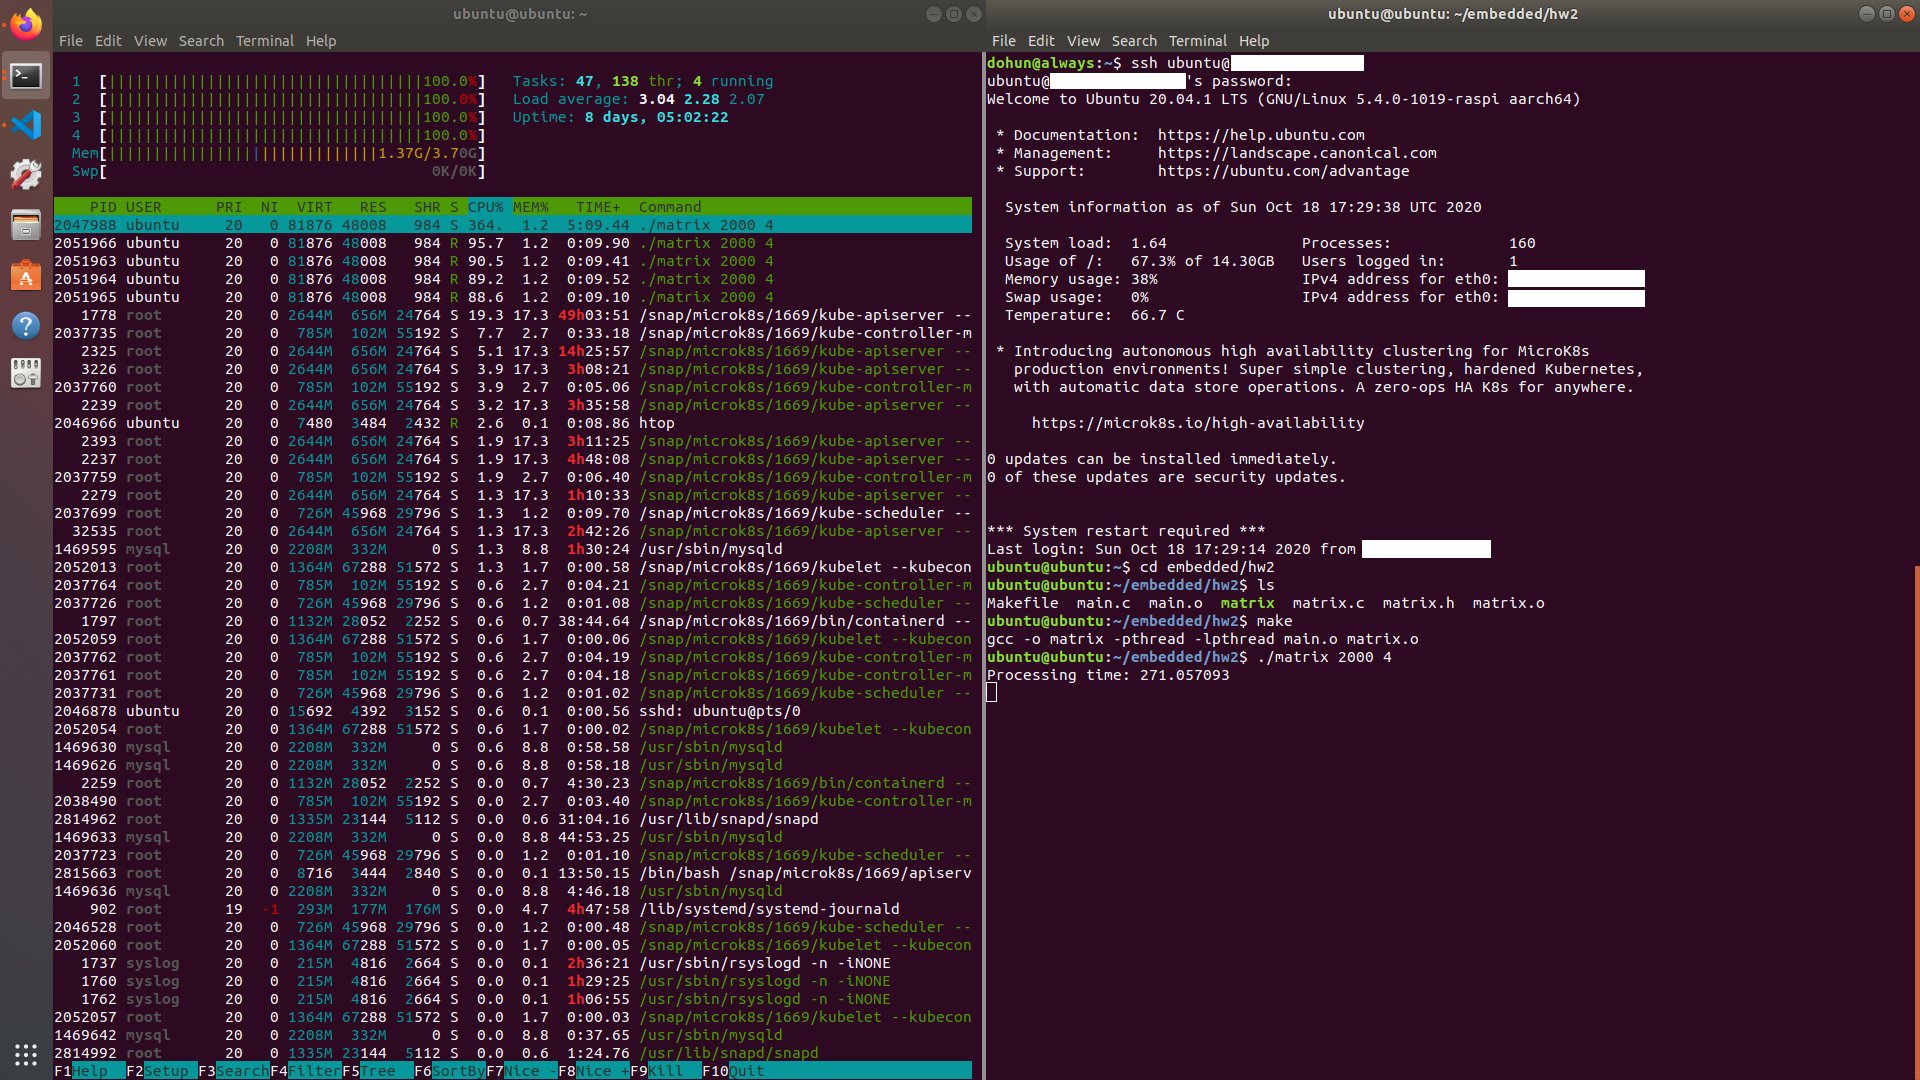 ubuntu@ubuntu: ~
File Edit View Search Terminal Help
1 [||||||||||||||||||||||||||||||||||||100.0%] Tasks: 47, 138 thr; 4 running
2 [||||||||||||||||||||||||||||||||||||100.0%] Load average: 3.04 2.28 2.07
3 [||||||||||||||||||||||||||||||||||||100.0%] Uptime: 8 days, 05:02:22
4 [||||||||||||||||||||||||||||||||||||100.0%]
Mem[||||||||||||||||||||||||||||||1.37G/3.70G]
Swp[ 0K/0K]
PID USER PRI NI VIRT RES SHR S CPU% MEM% TIME+ Command
2047988 ubuntu 20 0 81876 48008 984 S 364. 1.2 5:09.44 ./matrix 2000 4
2051966 ubuntu 20 0 81876 48008 984 R 95.7 1.2 0:09.90 ./matrix 2000 4
2051963 ubuntu 20 0 81876 48008 984 R 90.5 1.2 0:09.41 ./matrix 2000 4
2051964 ubuntu 20 0 81876 48008 984 R 89.2 1.2 0:09.52 ./matrix 2000 4
2051965 ubuntu 20 0 81876 48008 984 R 88.6 1.2 0:09.10 ./matrix 2000 4
1778 root 20 0 2644M 656M 24764 S 19.3 17.3 49h03:51 /snap/microk8s/1669/kube-apiserver --
2037735 root 20 0 785M 102M 55192 S 7.7 2.7 0:33.18 /snap/microk8s/1669/kube-controller-m
2325 root 20 0 2644M 656M 24764 S 5.1 17.3 14h25:57 /snap/microk8s/1669/kube-apiserver --
3226 root 20 0 2644M 656M 24764 S 3.9 17.3 3h08:21 /snap/microk8s/1669/kube-apiserver --
2037760 root 20 0 785M 102M 55192 S 3.9 2.7 0:05.06 /snap/microk8s/1669/kube-controller-m
2239 root 20 0 2644M 656M 24764 S 3.2 17.3 3h35:58 /snap/microk8s/1669/kube-apiserver --
2046966 ubuntu 20 0 7480 3484 2432 R 2.6 0.1 0:08.86 htop
2393 root 20 0 2644M 656M 24764 S 1.9 17.3 3h11:25 /snap/microk8s/1669/kube-apiserver --
2237 root 20 0 2644M 656M 24764 S 1.9 17.3 4h48:08 /snap/microk8s/1669/kube-apiserver --
2037759 root 20 0 785M 102M 55192 S 1.9 2.7 0:06.40 /snap/microk8s/1669/kube-controller-m
2279 root 20 0 2644M 656M 24764 S 1.3 17.3 1h10:33 /snap/microk8s/1669/kube-apiserver --
2037699 root 20 0 726M 45968 29796 S 1.3 1.2 0:09.70 /snap/microk8s/1669/kube-scheduler --
32535 root 20 0 2644M 656M 24764 S 1.3 17.3 2h42:26 /snap/microk8s/1669/kube-apiserver --
1469595 mysql 20 0 2208M 332M 0 S 1.3 8.8 1h30:24 /usr/sbin/mysqld
2052013 root 20 0 1364M 67288 51572 S 1.3 1.7 0:00.58 /snap/microk8s/1669/kubelet --kubecon
2037764 root 20 0 785M 102M 55192 S 0.6 2.7 0:04.21 /snap/microk8s/1669/kube-controller-m
2037726 root 20 0 726M 45968 29796 S 0.6 1.2 0:01.08 /snap/microk8s/1669/kube-scheduler --
1797 root 20 0 1132M 28052 2252 S 0.6 0.7 38:44.64 /snap/microk8s/1669/bin/containerd --
2052059 root 20 0 1364M 67288 51572 S 0.6 1.7 0:00.06 /snap/microk8s/1669/kubelet --kubecon
2037762 root 20 0 785M 102M 55192 S 0.6 2.7 0:04.19 /snap/microk8s/1669/kube-controller-m
2037761 root 20 0 785M 102M 55192 S 0.6 2.7 0:04.18 /snap/microk8s/1669/kube-controller-m
2037731 root 20 0 726M 45968 29796 S 0.6 1.2 0:01.02 /snap/microk8s/1669/kube-scheduler --
2046878 ubuntu 20 0 15692 4392 3152 S 0.6 0.1 0:00.56 sshd: ubuntu@pts/0
2052054 root 20 0 1364M 67288 51572 S 0.6 1.7 0:00.02 /snap/microk8s/1669/kubelet --kubecon
1469630 mysql 20 0 2208M 332M 0 S 0.6 8.8 0:58.58 /usr/sbin/mysqld
1469626 mysql 20 0 2208M 332M 0 S 0.6 8.8 0:58.18 /usr/sbin/mysqld
2259 root 20 0 1132M 28052 2252 S 0.0 0.7 4:30.23 /snap/microk8s/1669/bin/containerd --
2038490 root 20 0 785M 102M 55192 S 0.0 2.7 0:03.40 /snap/microk8s/1669/kube-controller-m
2814962 root 20 0 1335M 23144 5112 S 0.0 0.6 31:04.16 /usr/lib/snapd/snapd
1469633 mysql 20 0 2208M 332M 0 S 0.0 8.8 44:53.25 /usr/sbin/mysqld
2037723 root 20 0 726M 45968 29796 S 0.0 1.2 0:01.10 /snap/microk8s/1669/kube-scheduler --
2815663 root 20 0 8716 3444 2840 S 0.0 0.1 13:50.15 /bin/bash /snap/microk8s/1669/apiserv
1469636 mysql 20 0 2208M 332M 0 S 0.0 8.8 4:46.18 /usr/sbin/mysqld
902 root 19 -1 293M 177M 176M S 0.0 4.7 4h47:58 /lib/systemd/systemd-journald
2046528 root 20 0 726M 45968 29796 S 0.0 1.2 0:00.48 /snap/microk8s/1669/kube-scheduler --
2052060 root 20 0 1364M 67288 51572 S 0.0 1.7 0:00.05 /snap/microk8s/1669/kubelet --kubecon
1737 syslog 20 0 215M 4816 2664 S 0.0 0.1 2h36:21 /usr/sbin/rsyslogd -n -iNONE
1760 syslog 20 0 215M 4816 2664 S 0.0 0.1 1h29:25 /usr/sbin/rsyslogd -n -iNONE
1762 syslog 20 0 215M 4816 2664 S 0.0 0.1 1h06:55 /usr/sbin/rsyslogd -n -iNONE
2052057 root 20 0 1364M 67288 51572 S 0.0 1.7 0:00.03 /snap/microk8s/1669/kubelet --kubecon
1469642 mysql 20 0 2208M 332M 0 S 0.0 8.8 0:37.65 /usr/sbin/mysqld
2814992 root 20 0 1335M 23144 5112 S 0.0 0.6 1:24.76 /usr/lib/snapd/snapd
F1Help F2Setup F3SearchF4FilterF5Tree F6SortByF7Nice -F8Nice +F9Kill F10Quit
ubuntu@ubuntu: ~/embedded/hw2
File Edit View Search Terminal Help
dohun@always:~$ ssh ubuntu@
ubuntu@ 's password:
Welcome to Ubuntu 20.04.1 LTS (GNU/Linux 5.4.0-1019-raspi aarch64)
* Documentation: https://help.ubuntu.com
* Management: https://landscape.canonical.com
* Support: https://ubuntu.com/advantage
System information as of Sun Oct 18 17:29:38 UTC 2020
System load: 1.64 Processes: 160
Usage of /: 67.3% of 14.30GB Users logged in: 1
Memory usage: 38% IPv4 address for eth0:
Swap usage: 0% IPv4 address for eth0:
Temperature: 66.7 C
* Introducing autonomous high availability clustering for MicroK8s
production environments! Super simple clustering, hardened Kubernetes,
with automatic data store operations. A zero-ops HA K8s for anywhere.
https://microk8s.io/high-availability
0 updates can be installed immediately.
0 of these updates are security updates.
*** System restart required ***
Last login: Sun Oct 18 17:29:14 2020 from
ubuntu@ubuntu:~$ cd embedded/hw2
ubuntu@ubuntu:~/embedded/hw2$ ls
Makefile main.c main.o matrix matrix.c matrix.h matrix.o
ubuntu@ubuntu:~/embedded/hw2$ make
gcc -o matrix -pthread -lpthread main.o matrix.o
ubuntu@ubuntu:~/embedded/hw2$ ./matrix 2000 4
Processing time: 271.057093